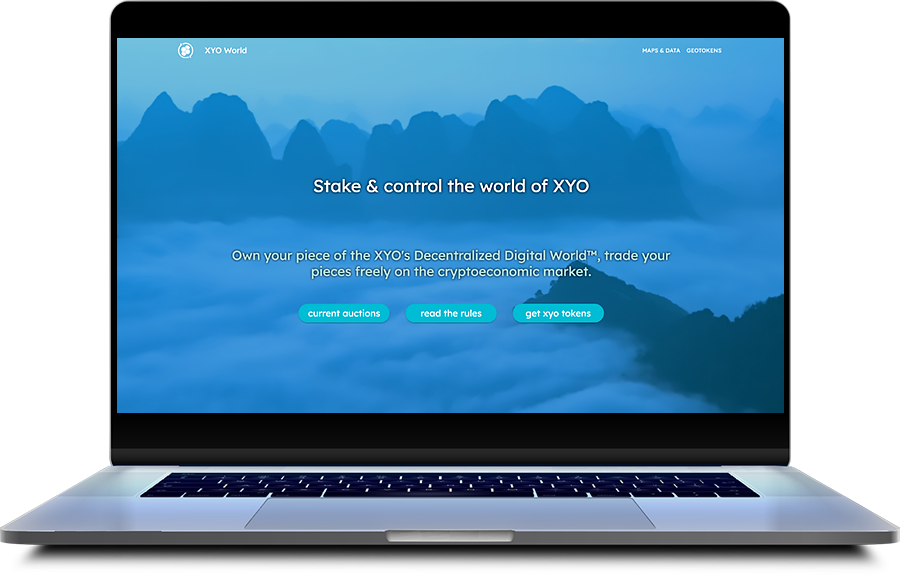 XYO World
MAPS & DATA GEOTOKENS
Stake & control the world of XYO
Own your piece of the XYO's Decentralized Digital World™, trade your
pieces freely on the cryptoeconomic market.
current auctions
read the rules
get xyo tokens